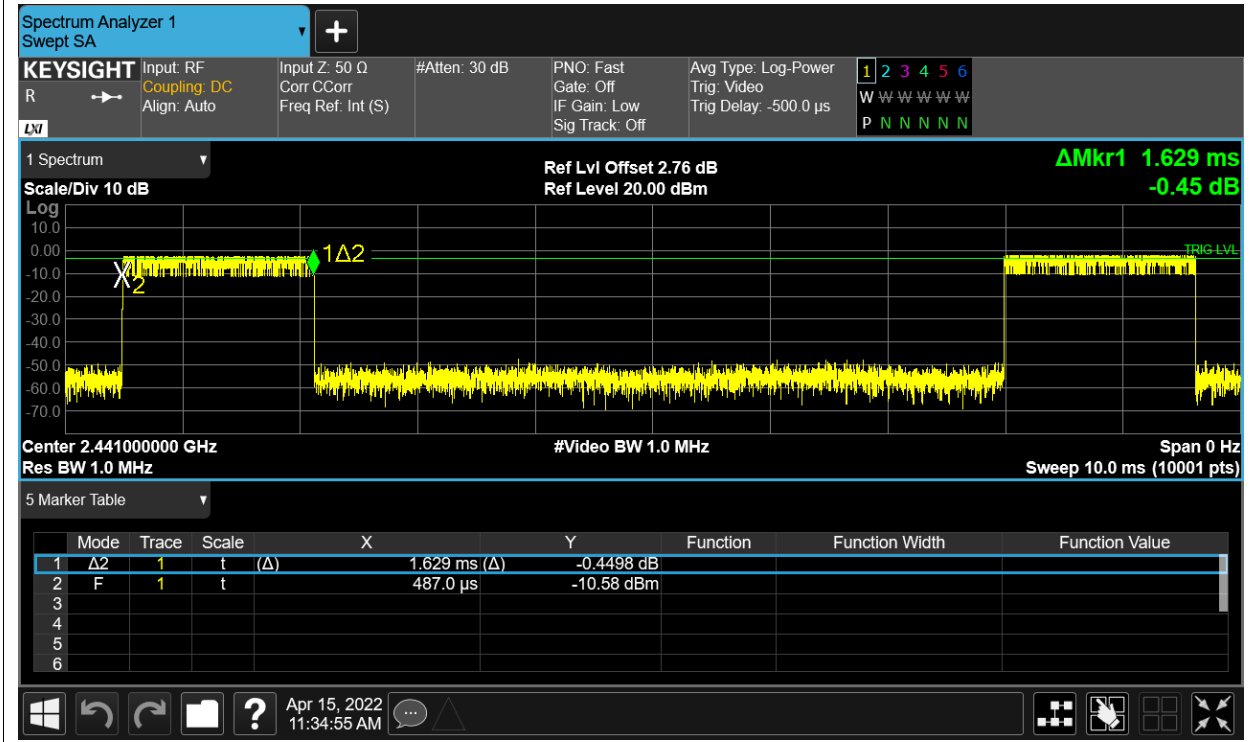 Spectrum Analyzer 1
Swept SA
KEYSIGHT
R
LXI
Input: RF
Coupling: DC
Align: Auto
Input Z: 50 Ω
Corr CCorr
Freq Ref: Int (S)
#Atten: 30 dB
PNO: Fast
Gate: Off
IF Gain: Low
Sig Track: Off
Avg Type: Log-Power
Trig: Video
Trig Delay: -500.0 µs
1 2 3 4 5 6
W W W W W W
P N N N N N
1 Spectrum
Scale/Div 10 dB
Ref Lvl Offset 2.76 dB
Ref Level 20.00 dBm
ΔMkr1 1.629 ms
-0.45 dB
Log
10.0
0.00
-10.0
-20.0
-30.0
-40.0
-50.0
-60.0
-70.0
1Δ2
2
TRIG LVL
Center 2.441000000 GHz
#Video BW 1.0 MHz
Span 0 Hz
Res BW 1.0 MHz
Sweep 10.0 ms (10001 pts)
5 Marker Table
Mode Trace Scale X Y Function Function Width Function Value
1 Δ2 1 t (Δ) 1.629 ms (Δ) -0.4498 dB
2 F 1 t 487.0 µs -10.58 dBm
3
4
5
6
?
Apr 15, 2022
11:34:55 AM